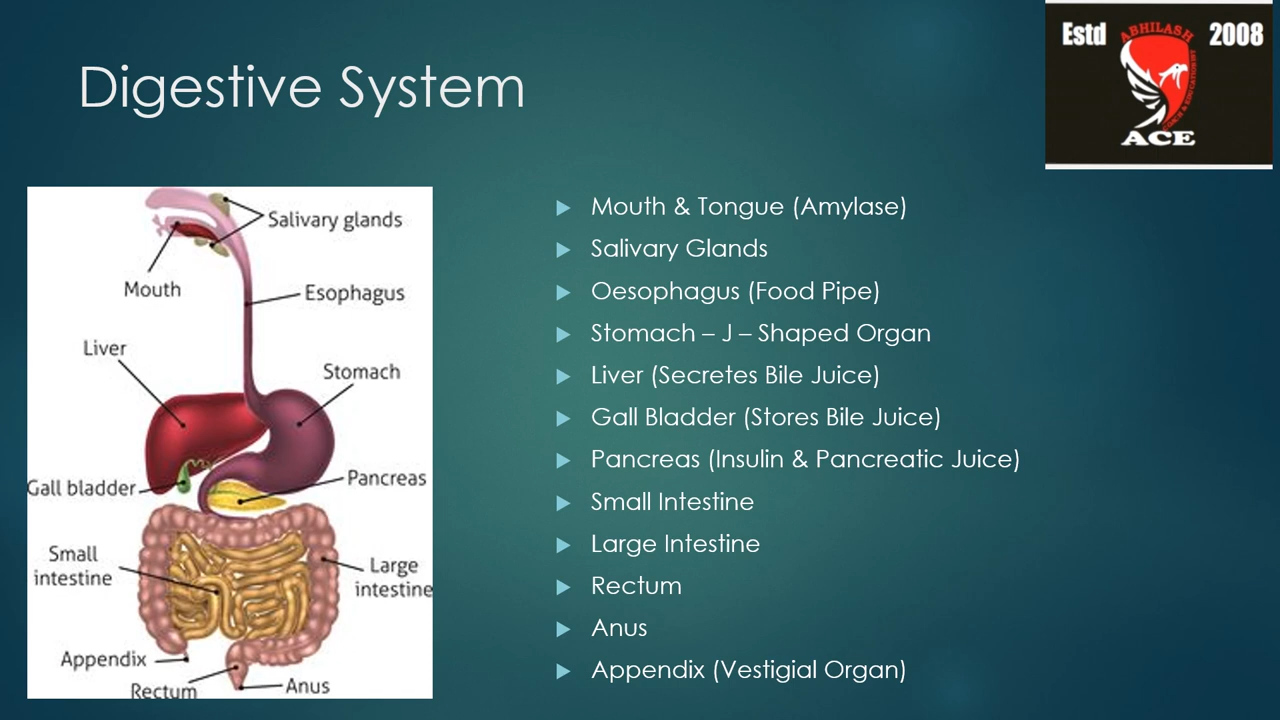 Digestive System
Estd
2008
ABHILASH
COACH & EDUCATIONIST
ACE
Salivary glands
Mouth
Esophagus
Liver
Stomach
Gall bladder
Pancreas
Small
intestine
Large
intestine
Appendix
Rectum
Anus
Mouth & Tongue (Amylase)
Salivary Glands
Oesophagus (Food Pipe)
Stomach – J – Shaped Organ
Liver (Secretes Bile Juice)
Gall Bladder (Stores Bile Juice)
Pancreas (Insulin & Pancreatic Juice)
Small Intestine
Large Intestine
Rectum
Anus
Appendix (Vestigial Organ)